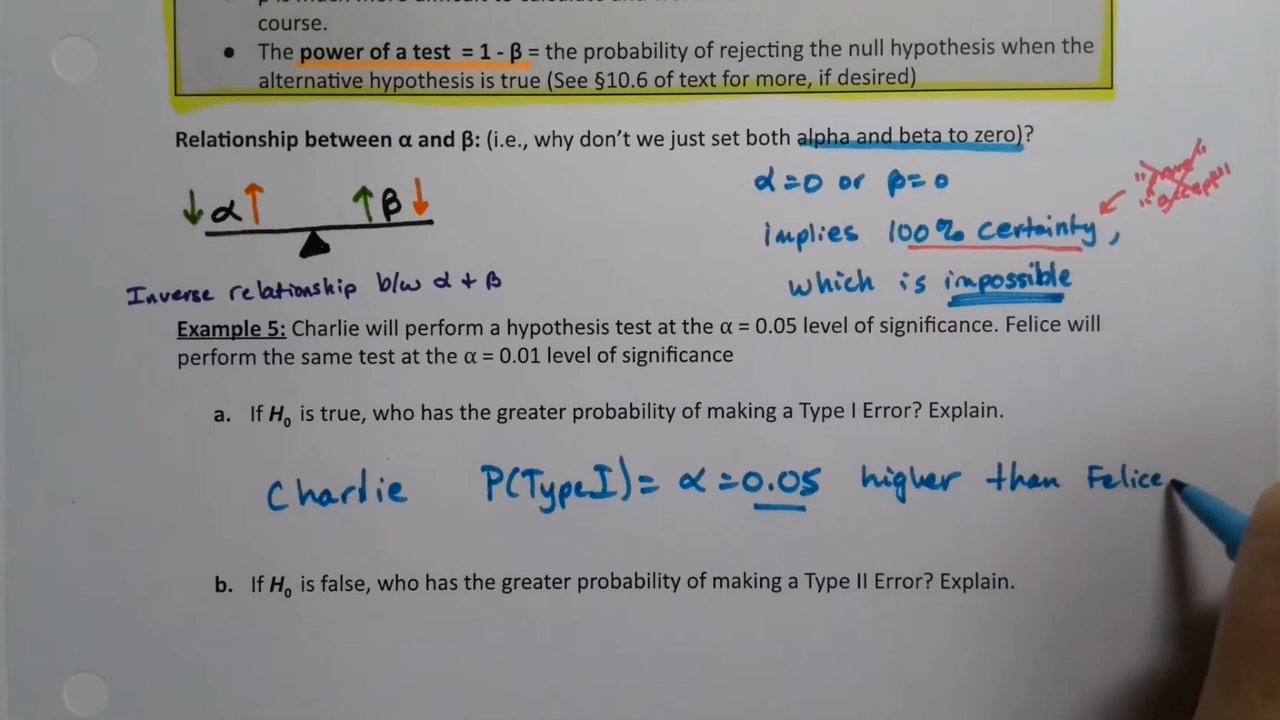 course.
• The power of a test = 1 - β = the probability of rejecting the null hypothesis when the
alternative hypothesis is true (See §10.6 of text for more, if desired)
Relationship between α and β: (i.e., why don't we just set both alpha and beta to zero)?
↓α↑ ↑β↓
Inverse relationship b/w α + β
α = 0 or β = 0
implies 100% certainty,
which is impossible
"accept"
Example 5: Charlie will perform a hypothesis test at the α = 0.05 level of significance. Felice will
perform the same test at the α = 0.01 level of significance
a. If H₀ is true, who has the greater probability of making a Type I Error? Explain.
Charlie P(Type I) = α = 0.05 higher than Felice
b. If H₀ is false, who has the greater probability of making a Type II Error? Explain.